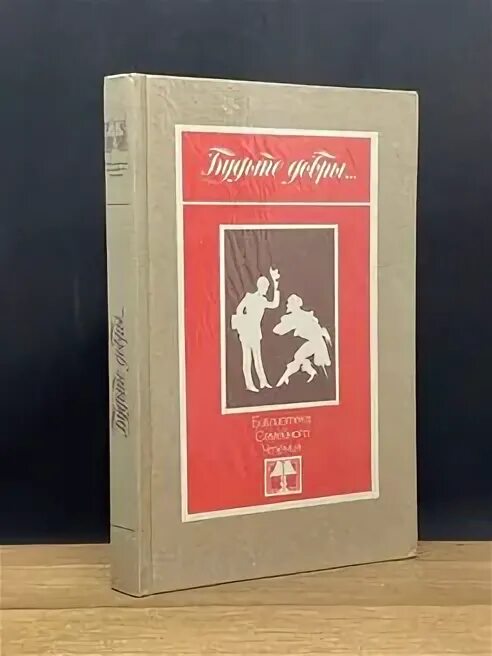 Будьте добры...
Библиотека
Семейного
Чтения
Будьте добры...